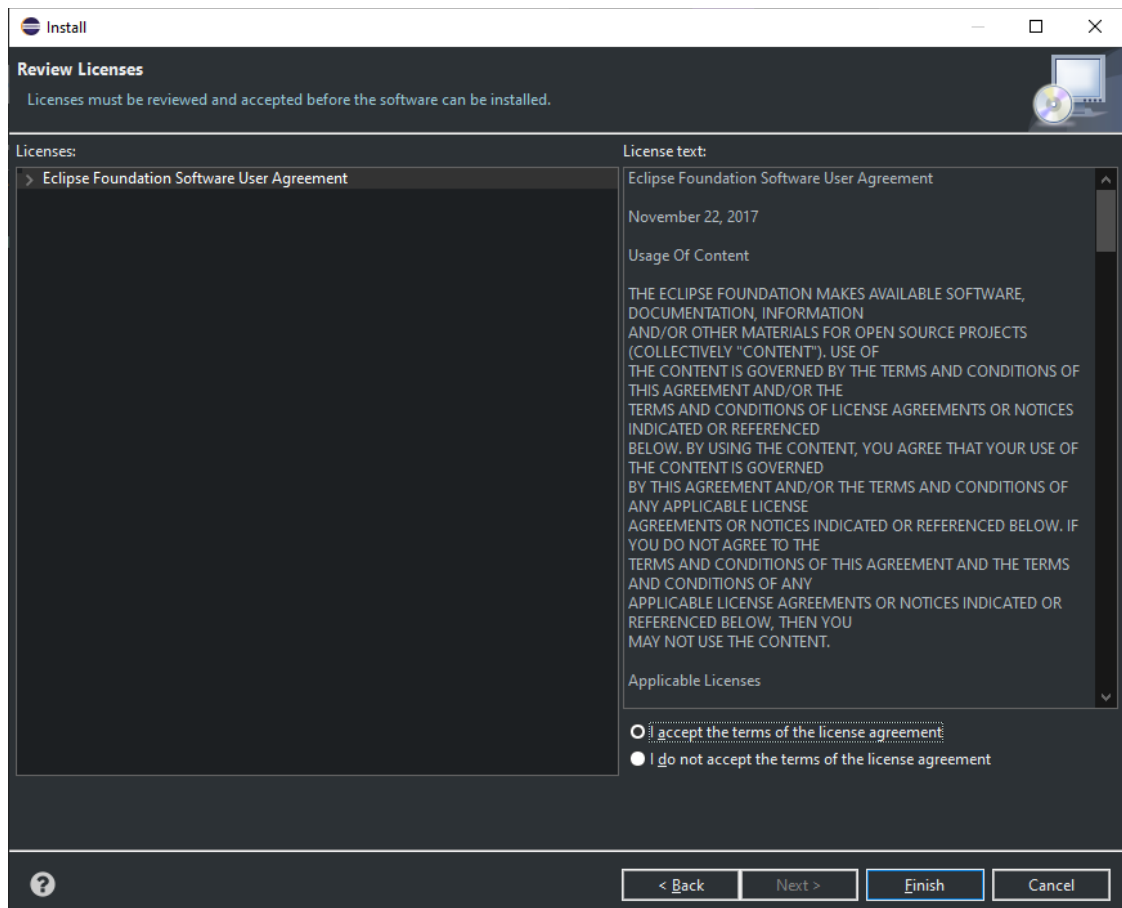 Install
Review Licenses
Licenses must be reviewed and accepted before the software can be installed.
Licenses:
Eclipse Foundation Software User Agreement
License text:
Eclipse Foundation Software User Agreement
November 22, 2017
Usage Of Content
THE ECLIPSE FOUNDATION MAKES AVAILABLE SOFTWARE,
DOCUMENTATION, INFORMATION
AND/OR OTHER MATERIALS FOR OPEN SOURCE PROJECTS
(COLLECTIVELY "CONTENT"). USE OF
THE CONTENT IS GOVERNED BY THE TERMS AND CONDITIONS OF
THIS AGREEMENT AND/OR THE
TERMS AND CONDITIONS OF LICENSE AGREEMENTS OR NOTICES
INDICATED OR REFERENCED
BELOW. BY USING THE CONTENT, YOU AGREE THAT YOUR USE OF
THE CONTENT IS GOVERNED
BY THIS AGREEMENT AND/OR THE TERMS AND CONDITIONS OF
ANY APPLICABLE LICENSE
AGREEMENTS OR NOTICES INDICATED OR REFERENCED BELOW. IF
YOU DO NOT AGREE TO THE
TERMS AND CONDITIONS OF THIS AGREEMENT AND THE TERMS
AND CONDITIONS OF ANY
APPLICABLE LICENSE AGREEMENTS OR NOTICES INDICATED OR
REFERENCED BELOW, THEN YOU
MAY NOT USE THE CONTENT.
Applicable Licenses
I accept the terms of the license agreement
I do not accept the terms of the license agreement
< Back
Next >
Finish
Cancel